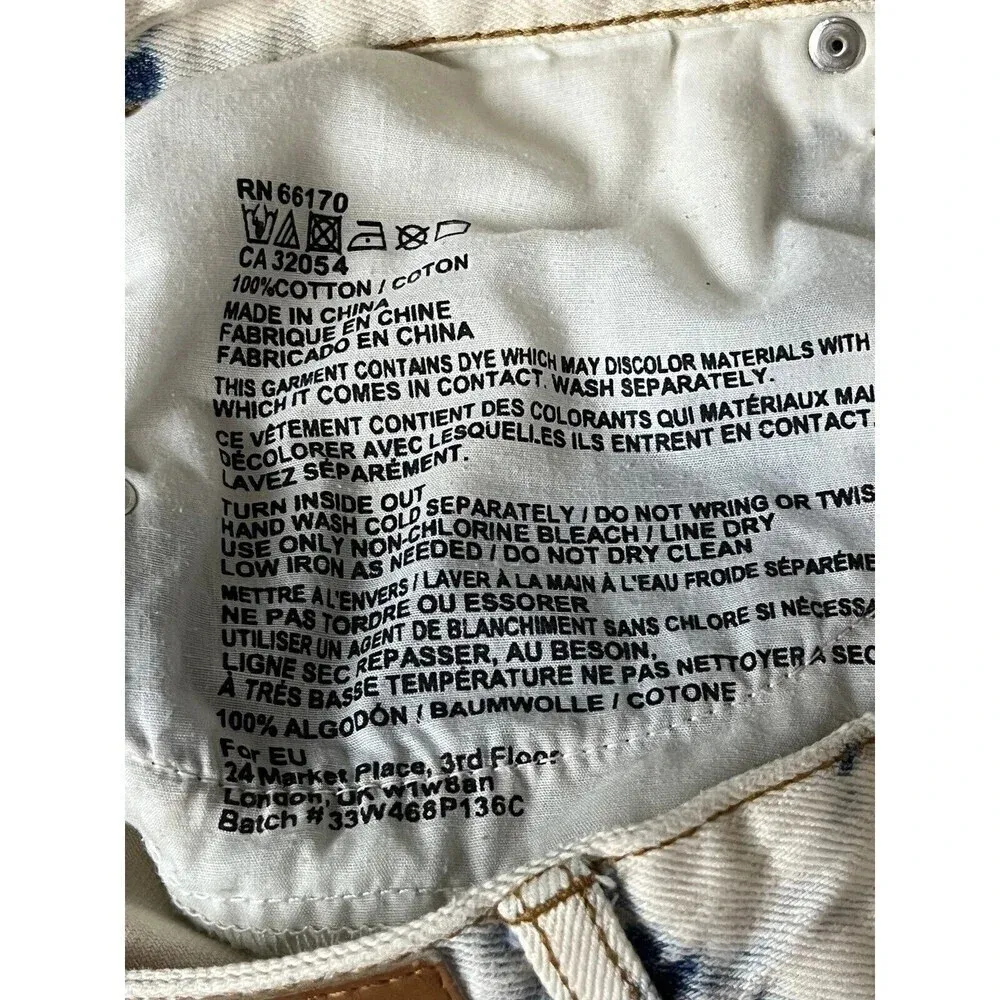 RN 66170
CA 32054
100%COTTON / COTON
MADE IN CHINA
FABRIQUE EN CHINE
FABRICADO EN CHINA
THIS GARMENT CONTAINS DYE WHICH MAY DISCOLOR MATERIALS WITH
WHICH IT COMES IN CONTACT. WASH SEPARATELY.
CE VÉTEMENT CONTIENT DES COLORANTS QUI MATÉRIAUX MAI
DÉCOLORER AVEC LESQUELLES ILS ENTRENT EN CONTACT.
LAVEZ SÉPARÉMENT.
TURN INSIDE OUT
HAND WASH COLD SEPARATELY / DO NOT WRING OR TWIS
USE ONLY NON-CHLORINE BLEACH / LINE DRY
LOW IRON AS NEEDED / DO NOT DRY CLEAN
METTRE A L'ENVERS / LAVER À LA MAIN À L'EAU FROIDE SÉPARÉME
NE PAS TORDRE OU ESSORER
UTILISER UN AGENT DE BLANCHIMENT SANS CHLORE SI NÉCESSA
LIGNE SEC REPASSER, AU BESOIN,
À TRÉS BASSE TEMPÉRATURE NE PAS NETTOYER A SEC
100% ALGODÓN / BAUMWOLLE / COTONE
For EU
24 Market Place, 3rd Floor
London, UK W1W8an
Batch # 33W468P136C